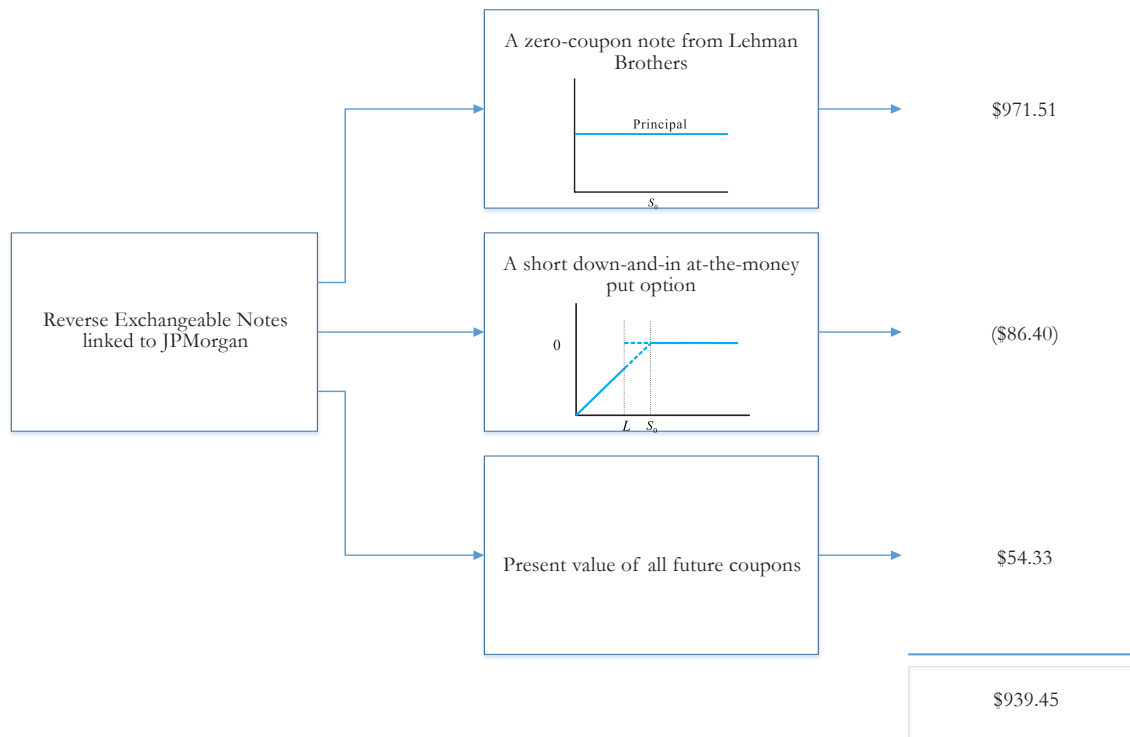 A zero-coupon note from Lehman
Brothers
Principal
S₀
$971.51
Reverse Exchangeable Notes
linked to JPMorgan
A short down-and-in at-the-money
put option
0
L S₀
($86.40)
Present value of all future coupons
$54.33
$939.45